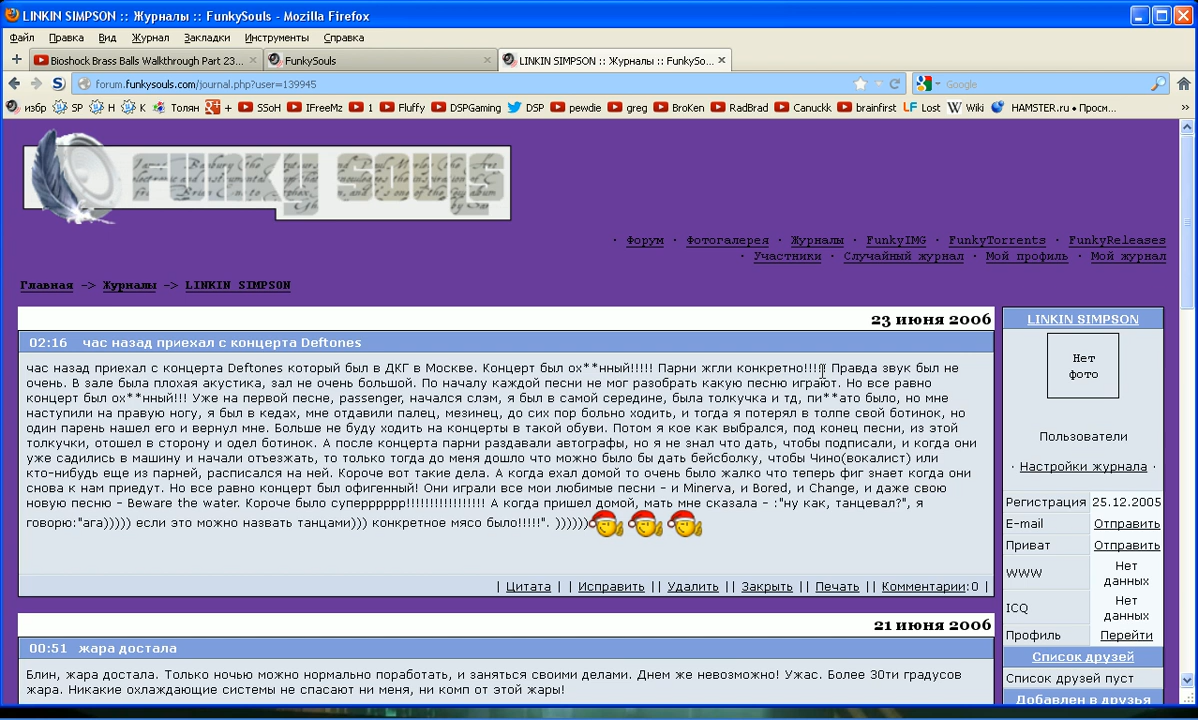 LINKIN SIMPSON :: Журналы :: FunkySouls - Mozilla Firefox
Файл Правка Вид Журнал Закладки Инструменты Справка
Bioshock Brass Balls Walkthrough Part 23... FunkySouls LINKIN SIMPSON :: Журналы :: FunkySo...
forum.funkysouls.com/journal.php?user=139945 Google
избр SP H К Толян + SSoH IFreeMz 1 Fluffy DSPGaming DSP pewdie greg BroKen RadBrad Canuckk brainfirst LF Lost Wiki HAMSTER.ru • Просм...
FUNKY SOULS
· Форум · Фотогалерея · Журналы · FunkyIMG · FunkyTorrents · FunkyReleases
· Участники · Случайный журнал · Мой профиль · Мой журнал
Главная -> Журналы -> LINKIN SIMPSON
23 июня 2006
02:16 час назад приехал с концерта Deftones
час назад приехал с концерта Deftones который был в ДКГ в Москве. Концерт был ох**нный!!!!! Парни жгли конкретно!!!!! Правда звук был не
очень. В зале была плохая акустика, зал не очень большой. По началу каждой песни не мог разобрать какую песню играют. Но все равно
концерт был ох**нный!!! Уже на первой песне, passenger, начался слэм, я был в самой середине, была толкучка и тд, пи**ато было, но мне
наступили на правую ногу, я был в кедах, мне отдавили палец, мезинец, до сих пор больно ходить, и тогда я потерял в толпе свой ботинок, но
один парень нашел его и вернул мне. Больше не буду ходить на концерты в такой обуви. Потом я кое как выбрался, под конец песни, из этой
толкучки, отошел в сторону и одел ботинок. А после концерта парни раздавали автографы, но я не знал что дать, чтобы подписали, и когда они
уже садились в машину и начали отъезжать, то только тогда до меня дошло что можно было бы дать бейсболку, чтобы Чино(вокалист) или
кто-нибудь еще из парней, расписался на ней. Короче вот такие дела. А когда ехал домой то очень было жалко что теперь фиг знает когда они
снова к нам приедут. Но все равно концерт был офигенный! Они играли все мои любимые песни - и Minerva, и Bored, и Change, и даже свою
новую песню - Beware the water. Короче было суперррррр!!!!!!!!!!!!!!!!! А когда пришел домой, мать мне сказала - :"ну как, танцевал?", я
говорю:"ага))))) если это можно назвать танцами))) конкретное мясо было!!!!!". ))))))
| Цитата | | Исправить || Удалить || Закрыть || Печать || Комментарии:0 |
21 июня 2006
00:51 жара достала
Блин, жара достала. Только ночью можно нормально поработать, и заняться своими делами. Днем же невозможно! Ужас. Более 30ти градусов
жара. Никакие охлаждающие системы не спасают ни меня, ни комп от этой жары!
LINKIN SIMPSON
Нет
фото
Пользователи
· Настройки журнала ·
Регистрация 25.12.2005
E-mail Отправить
Приват Отправить
WWW Нет данных
ICQ Нет данных
Профиль Перейти
Список друзей
Список друзей пуст
Добавлен в друзья